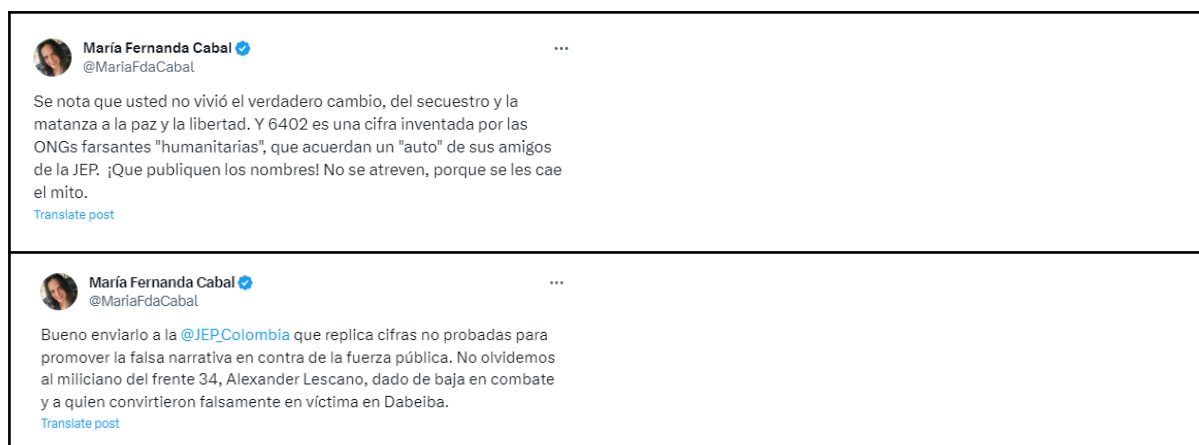 María Fernanda Cabal
@MariaFdaCabal
Se nota que usted no vivió el verdadero cambio, del secuestro y la
matanza a la paz y la libertad. Y 6402 es una cifra inventada por las
ONGs farsantes "humanitarias", que acuerdan un "auto" de sus amigos
de la JEP. ¡Que publiquen los nombres! No se atreven, porque se les cae
el mito.
Translate post
María Fernanda Cabal
@MariaFdaCabal
Bueno enviarlo a la @JEP_Colombia que replica cifras no probadas para
promover la falsa narrativa en contra de la fuerza pública. No olvidemos
al miliciano del frente 34, Alexander Lescano, dado de baja en combate
y a quien convirtieron falsamente en víctima en Dabeiba.
Translate post